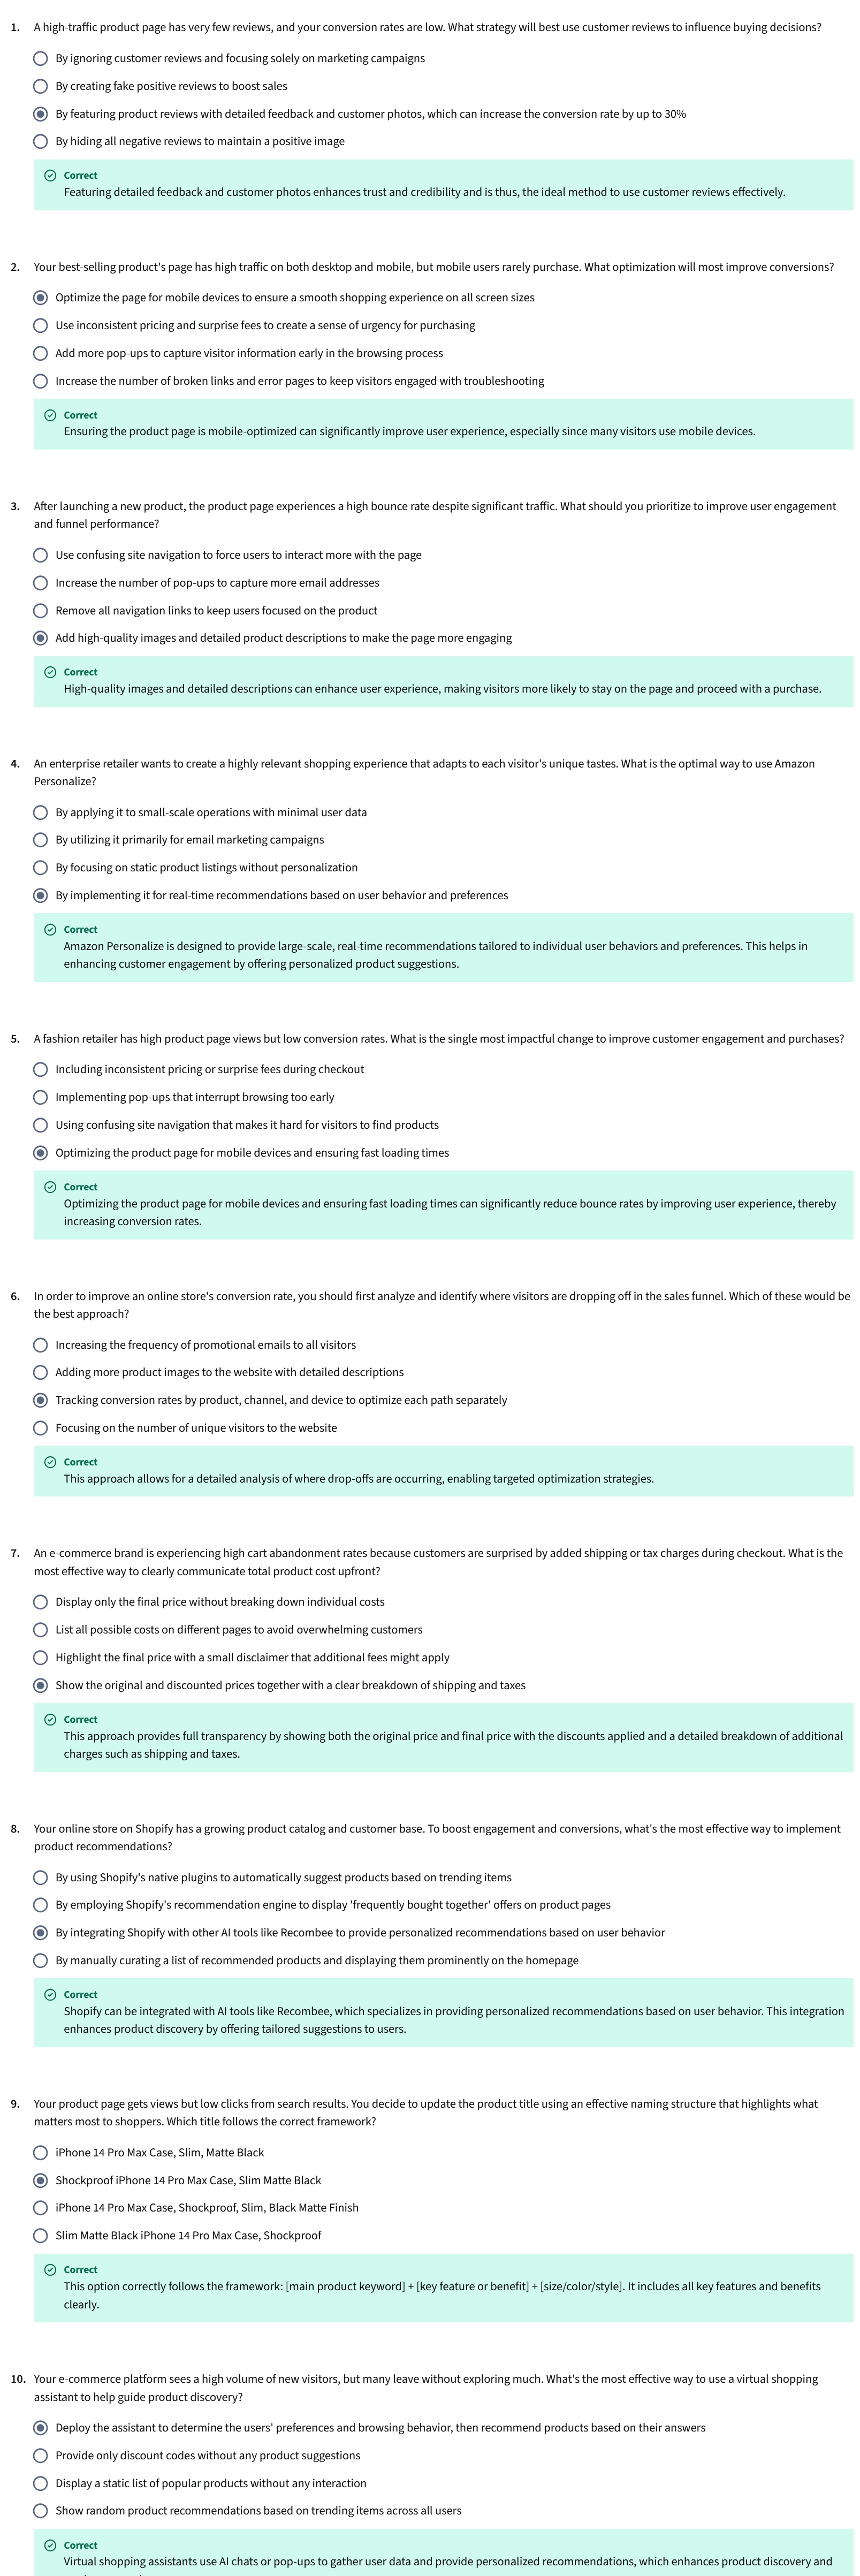 1. A high-traffic product page has very few reviews, and your conversion rates are low. What strategy will best use customer reviews to influence buying decisions?
By ignoring customer reviews and focusing solely on marketing campaigns
By creating fake positive reviews to boost sales
By featuring product reviews with detailed feedback and customer photos, which can increase the conversion rate by up to 30%
By hiding all negative reviews to maintain a positive image
Correct
Featuring detailed feedback and customer photos enhances trust and credibility and is thus, the ideal method to use customer reviews effectively.
2. Your best-selling product's page has high traffic on both desktop and mobile, but mobile users rarely purchase. What optimization will most improve conversions?
Optimize the page for mobile devices to ensure a smooth shopping experience on all screen sizes
Use inconsistent pricing and surprise fees to create a sense of urgency for purchasing
Add more pop-ups to capture visitor information early in the browsing process
Increase the number of broken links and error pages to keep visitors engaged with troubleshooting
Correct
Ensuring the product page is mobile-optimized can significantly improve user experience, especially since many visitors use mobile devices.
3. After launching a new product, the product page experiences a high bounce rate despite significant traffic. What should you prioritize to improve user engagement
and funnel performance?
Use confusing site navigation to force users to interact more with the page
Increase the number of pop-ups to capture more email addresses
Remove all navigation links to keep users focused on the product
Add high-quality images and detailed product descriptions to make the page more engaging
Correct
High-quality images and detailed descriptions can enhance user experience, making visitors more likely to stay on the page and proceed with a purchase.
4. An enterprise retailer wants to create a highly relevant shopping experience that adapts to each visitor's unique tastes. What is the optimal way to use Amazon
Personalize?
By applying it to small-scale operations with minimal user data
By utilizing it primarily for email marketing campaigns
By focusing on static product listings without personalization
By implementing it for real-time recommendations based on user behavior and preferences
Correct
Amazon Personalize is designed to provide large-scale, real-time recommendations tailored to individual user behaviors and preferences. This helps in
enhancing customer engagement by offering personalized product suggestions.
5. A fashion retailer has high product page views but low conversion rates. What is the single most impactful change to improve customer engagement and purchases?
Including inconsistent pricing or surprise fees during checkout
Implementing pop-ups that interrupt browsing too early
Using confusing site navigation that makes it hard for visitors to find products
Optimizing the product page for mobile devices and ensuring fast loading times
Correct
Optimizing the product page for mobile devices and ensuring fast loading times can significantly reduce bounce rates by improving user experience, thereby
increasing conversion rates.
6. In order to improve an online store's conversion rate, you should first analyze and identify where visitors are dropping off in the sales funnel. Which of these would be
the best approach?
Increasing the frequency of promotional emails to all visitors
Adding more product images to the website with detailed descriptions
Tracking conversion rates by product, channel, and device to optimize each path separately
Focusing on the number of unique visitors to the website
Correct
This approach allows for a detailed analysis of where drop-offs are occurring, enabling targeted optimization strategies.
7. An e-commerce brand is experiencing high cart abandonment rates because customers are surprised by added shipping or tax charges during checkout. What is the
most effective way to clearly communicate total product cost upfront?
Display only the final price without breaking down individual costs
List all possible costs on different pages to avoid overwhelming customers
Highlight the final price with a small disclaimer that additional fees might apply
Show the original and discounted prices together with a clear breakdown of shipping and taxes
Correct
This approach provides full transparency by showing both the original price and final price with the discounts applied and a detailed breakdown of additional
charges such as shipping and taxes.
8. Your online store on Shopify has a growing product catalog and customer base. To boost engagement and conversions, what's the most effective way to implement
product recommendations?
By using Shopify's native plugins to automatically suggest products based on trending items
By employing Shopify's recommendation engine to display 'frequently bought together' offers on product pages
By integrating Shopify with other AI tools like Recombee to provide personalized recommendations based on user behavior
By manually curating a list of recommended products and displaying them prominently on the homepage
Correct
Shopify can be integrated with AI tools like Recombee, which specializes in providing personalized recommendations based on user behavior. This integration
enhances product discovery by offering tailored suggestions to users.
9. Your product page gets views but low clicks from search results. You decide to update the product title using an effective naming structure that highlights what
matters most to shoppers. Which title follows the correct framework?
iPhone 14 Pro Max Case, Slim, Matte Black
Shockproof iPhone 14 Pro Max Case, Slim Matte Black
iPhone 14 Pro Max Case, Shockproof, Slim, Black Matte Finish
Slim Matte Black iPhone 14 Pro Max Case, Shockproof
Correct
This option correctly follows the framework: [main product keyword] + [key feature or benefit] + [size/color/style]. It includes all key features and benefits
clearly.
10. Your e-commerce platform sees a high volume of new visitors, but many leave without exploring much. What's the most effective way to use a virtual shopping
assistant to help guide product discovery?
Deploy the assistant to determine the users' preferences and browsing behavior, then recommend products based on their answers
Provide only discount codes without any product suggestions
Display a static list of popular products without any interaction
Show random product recommendations based on trending items across all users
Correct
Virtual shopping assistants use AI chats or pop-ups to gather user data and provide personalized recommendations, which enhances product discovery and